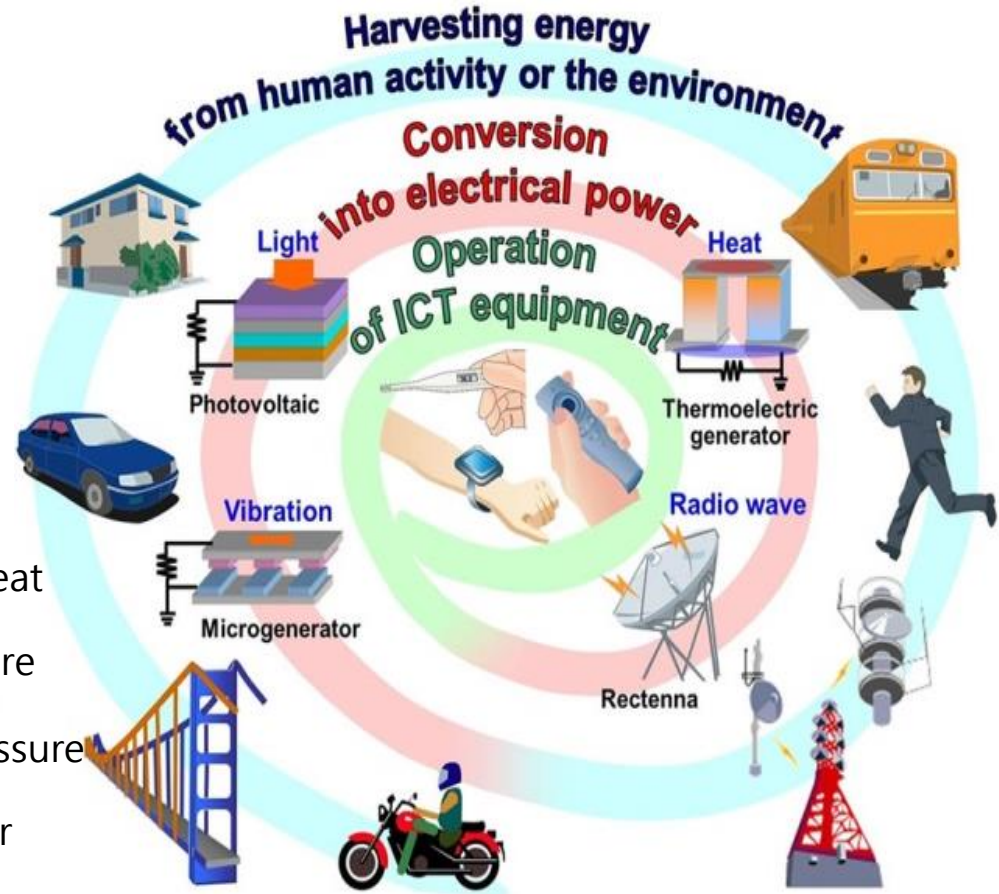 Harvesting energy
from human activity or the environment
Conversion
into electrical power
Operation
of ICT equipment
Light
Heat
Photovoltaic
Thermoelectric
generator
Vibration
Radio wave
Microgenerator
Rectenna
eat
re
ssure
r